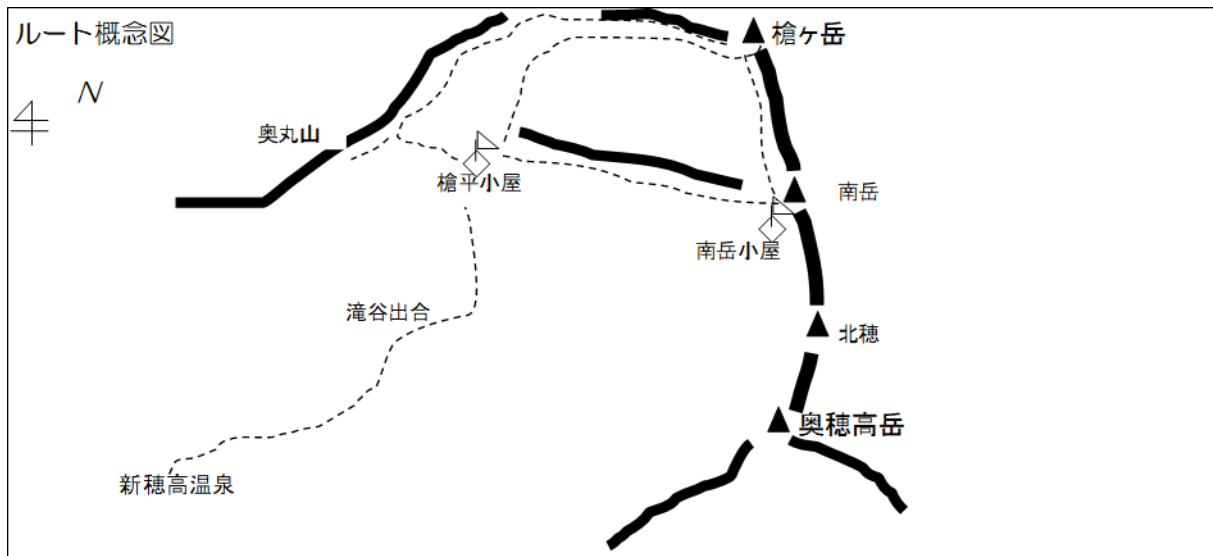 ルート概念図
槍ヶ岳
N
奥丸山
槍平小屋
南岳
南岳小屋
滝谷出合
北穂
奥穂高岳
新穂高温泉